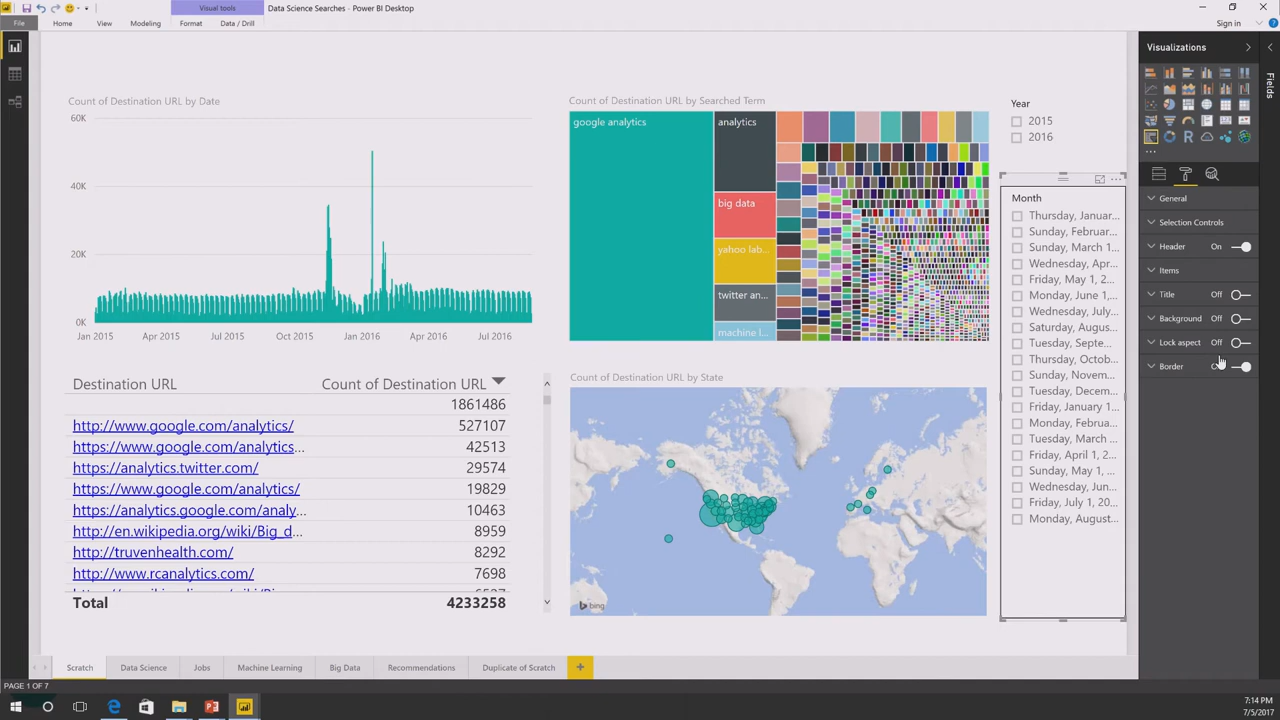 Visual tools
Data Science Searches - Power BI Desktop
File
Home
View
Modeling
Format
Data / Drill
Sign in
Count of Destination URL by Date
60K
40K
20K
0K
Jan 2015
Apr 2015
Jul 2015
Oct 2015
Jan 2016
Apr 2016
Jul 2016
Count of Destination URL by Searched Term
google analytics
analytics
big data
yahoo lab...
twitter an...
machine l...
Year
2015
2016
Month
Thursday, Januar...
Sunday, Februar...
Sunday, March 1...
Wednesday, Apr...
Friday, May 1, 2...
Monday, June 1,...
Wednesday, July...
Saturday, Augus...
Tuesday, Septe...
Thursday, Octob...
Sunday, Novem...
Tuesday, Decem...
Friday, January 1...
Monday, Februa...
Tuesday, March ...
Friday, April 1, 2...
Sunday, May 1, ...
Wednesday, Jun...
Friday, July 1, 20...
Monday, August...
Destination URL Count of Destination URL
1861486
http://www.google.com/analytics/ 527107
https://www.google.com/analytics... 42513
https://analytics.twitter.com/ 29574
https://www.google.com/analytics/ 19829
https://analytics.google.com/analy... 10463
http://en.wikipedia.org/wiki/Big_d... 8959
http://truvenhealth.com/ 8292
http://www.rcanalytics.com/ 7698
Total 4233258
Count of Destination URL by State
bing
Visualizations
Fields
General
Selection Controls
Header On
Items
Title Off
Background Off
Lock aspect Off
Border
Scratch
Data Science
Jobs
Machine Learning
Big Data
Recommendations
Duplicate of Scratch
PAGE 1 OF 7
7:14 PM
7/5/2017